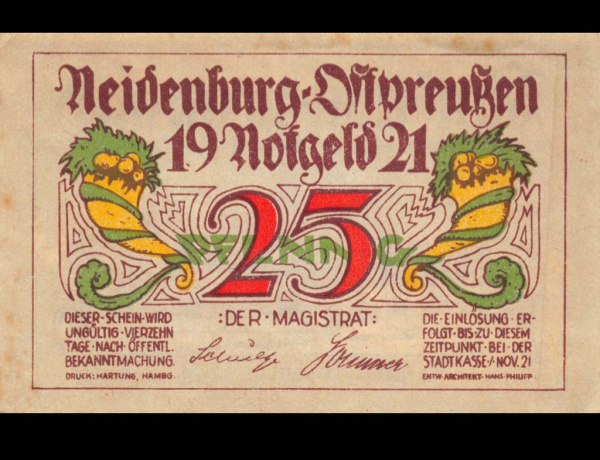 Neidenburg·Ostpreußen
19 Notgeld 21
25
PFENNIG
DIESER·SCHEIN·WIRD
UNGÜLTIG·VIERZEHN
TAGE·NACH·ÖFFENTL.
BEKANNTMACHUNG.
DRUCK: HARTUNG, HAMBG.
:DER·MAGISTRAT:
DIE·EINLÖSUNG·ER-
FOLGT·BIS·ZU·DIESEM
ZEITPUNKT·BEI·DER
STADTKASSE·/·NOV. 21
ENTW·ARCHITEKT·HANS·PHILIPP